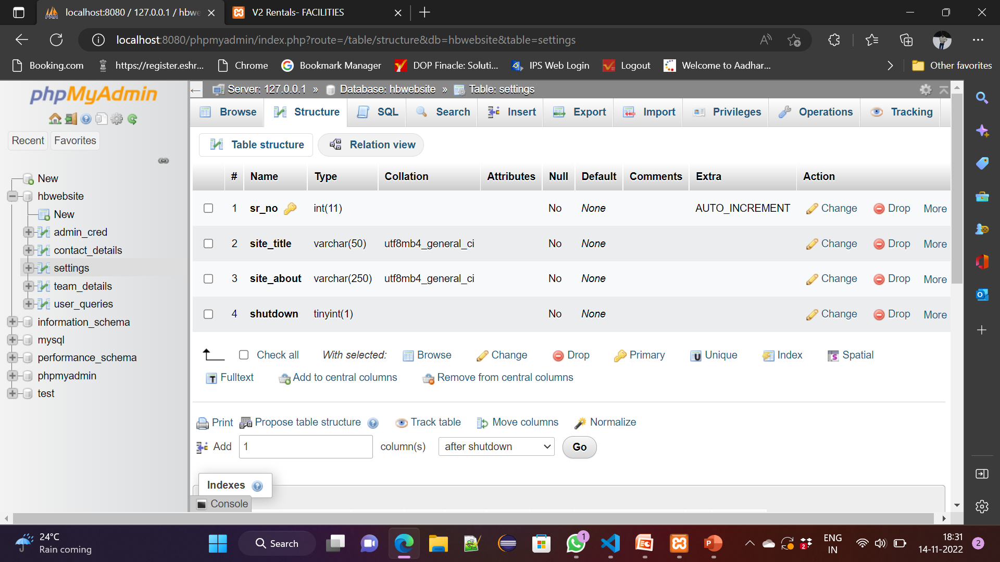 localhost:8080 / 127.0.0.1 / hbwe
V2 Rentals- FACILITIES
localhost:8080/phpmyadmin/index.php?route=/table/structure&db=hbwebsite&table=settings
Booking.com
https://register.eshr...
Chrome
Bookmark Manager
DOP Finacle: Soluti...
IPS Web Login
Logout
Welcome to Aadhar...
Other favorites
phpMyAdmin
Recent Favorites
New
hbwebsite
New
admin_cred
contact_details
settings
team_details
user_queries
information_schema
mysql
performance_schema
phpmyadmin
test
Server: 127.0.0.1 » Database: hbwebsite » Table: settings
Browse Structure SQL Search Insert Export Import Privileges Operations Tracking
Table structure Relation view
# Name Type Collation Attributes Null Default Comments Extra Action
1 sr_no int(11) No None AUTO_INCREMENT Change Drop More
2 site_title varchar(50) utf8mb4_general_ci No None Change Drop More
3 site_about varchar(250) utf8mb4_general_ci No None Change Drop More
4 shutdown tinyint(1) No None Change Drop More
Check all With selected: Browse Change Drop Primary Unique Index Spatial
Fulltext Add to central columns Remove from central columns
Print Propose table structure Track table Move columns Normalize
Add 1 column(s) after shutdown Go
Indexes
Console
24°C
Rain coming
Search
1
2
ENG
IN
18:31
14-11-2022
2